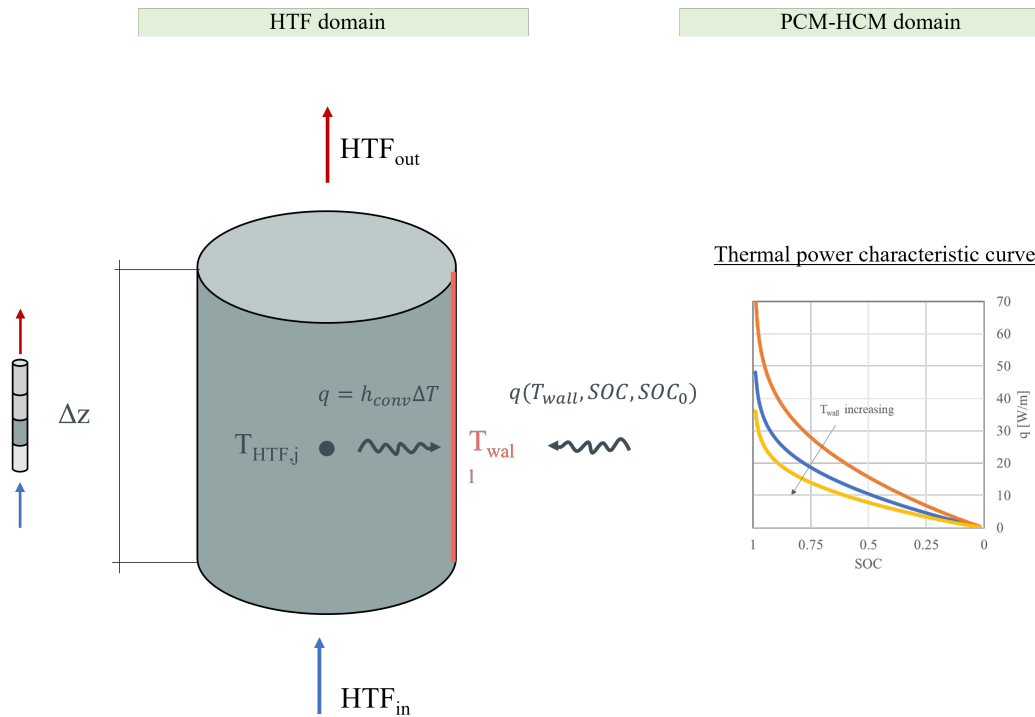 HTF domain
PCM-HCM domain
HTF_out
Thermal power characteristic curve
Δz
q = h_conv ΔT
q(T_wall, SOC, SOC_0)
T_HTF,j
T_wal
l
T_wall increasing
70
60
50
40
30
20
10
0
q [W/m]
1 0.75 0.5 0.25 0
SOC
HTF_in